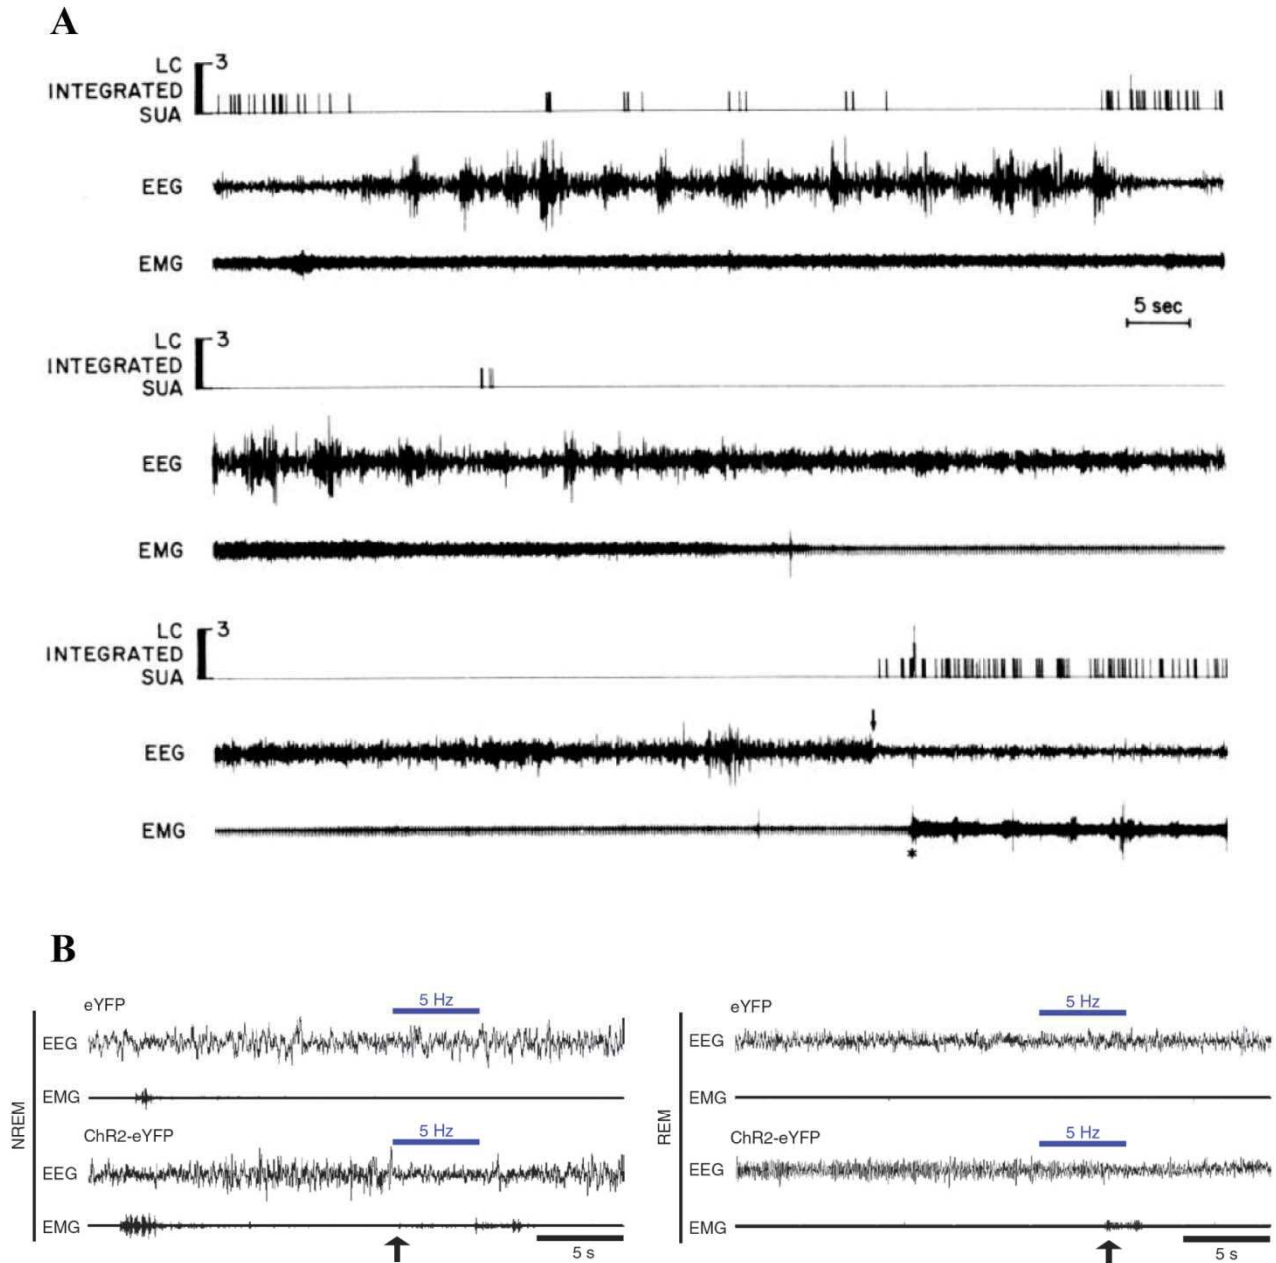 A
LC 3
INTEGRATED
SUA
EEG
EMG
5 sec
LC 3
INTEGRATED
SUA
EEG
EMG
LC 3
INTEGRATED
SUA
EEG
EMG
*
B
NREM
eYFP
5 Hz
EEG
EMG
ChR2-eYFP
5 Hz
EEG
EMG
5 s
REM
eYFP
5 Hz
EEG
EMG
ChR2-eYFP
5 Hz
EEG
EMG
5 s